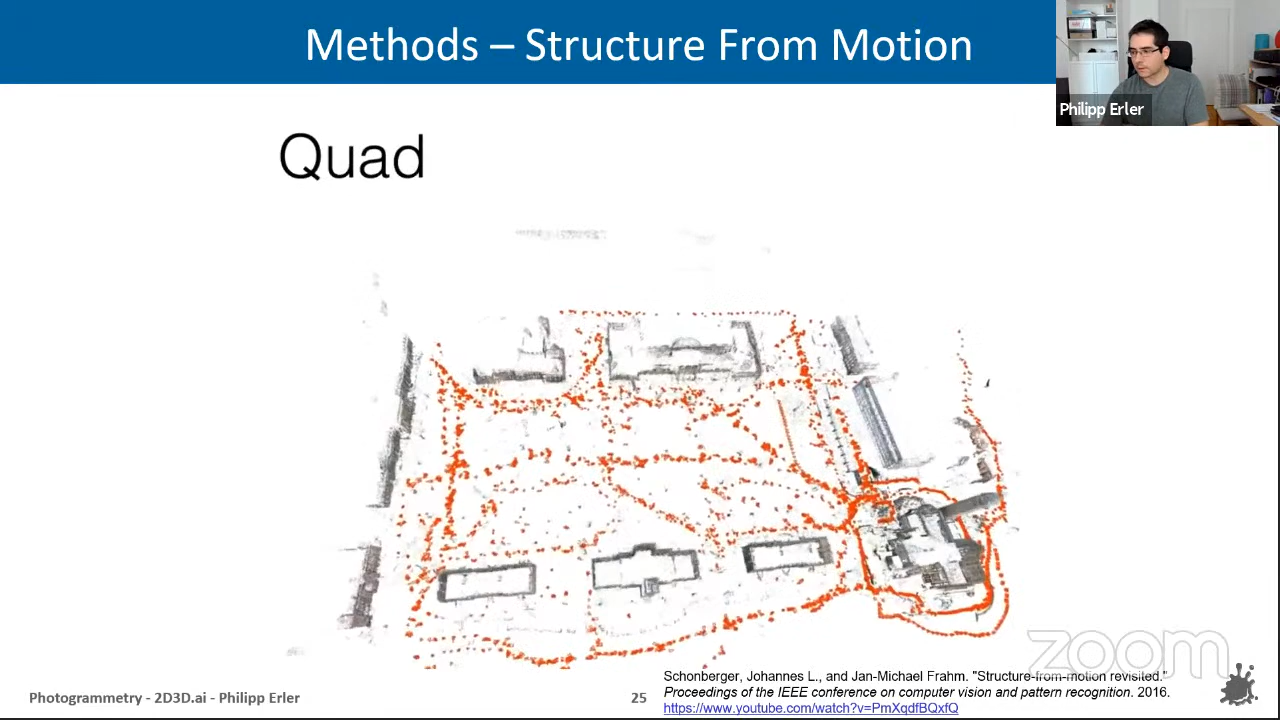 Methods – Structure From Motion
Philipp Erler
Quad
zoom
Schonberger, Johannes L., and Jan-Michael Frahm. "Structure-from-motion revisited."
Proceedings of the IEEE conference on computer vision and pattern recognition. 2016.
https://www.youtube.com/watch?v=PmXqdfBQxfQ
Photogrammetry - 2D3D.ai - Philipp Erler
25